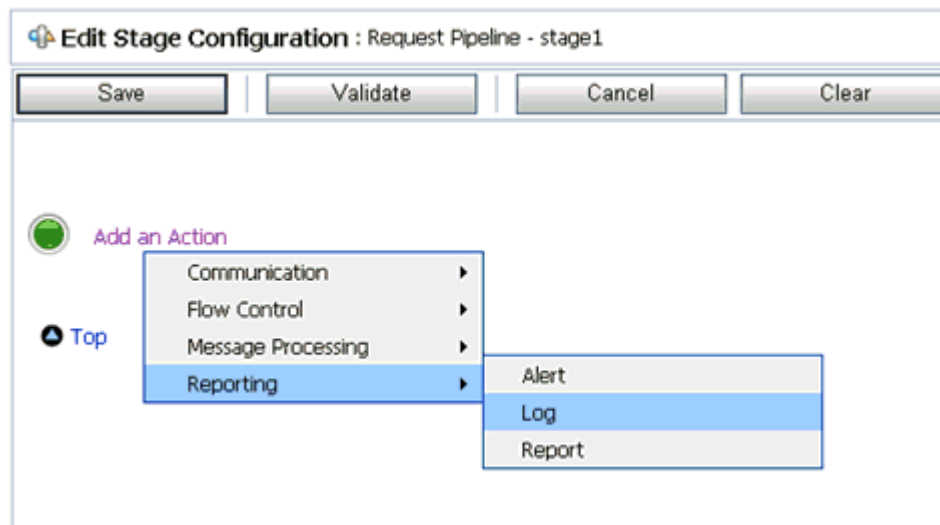 Edit Stage Configuration : Request Pipeline - stage1
Save Validate Cancel Clear
Add an Action
Communication
Flow Control
Top
Message Processing
Reporting
Alert
Log
Report